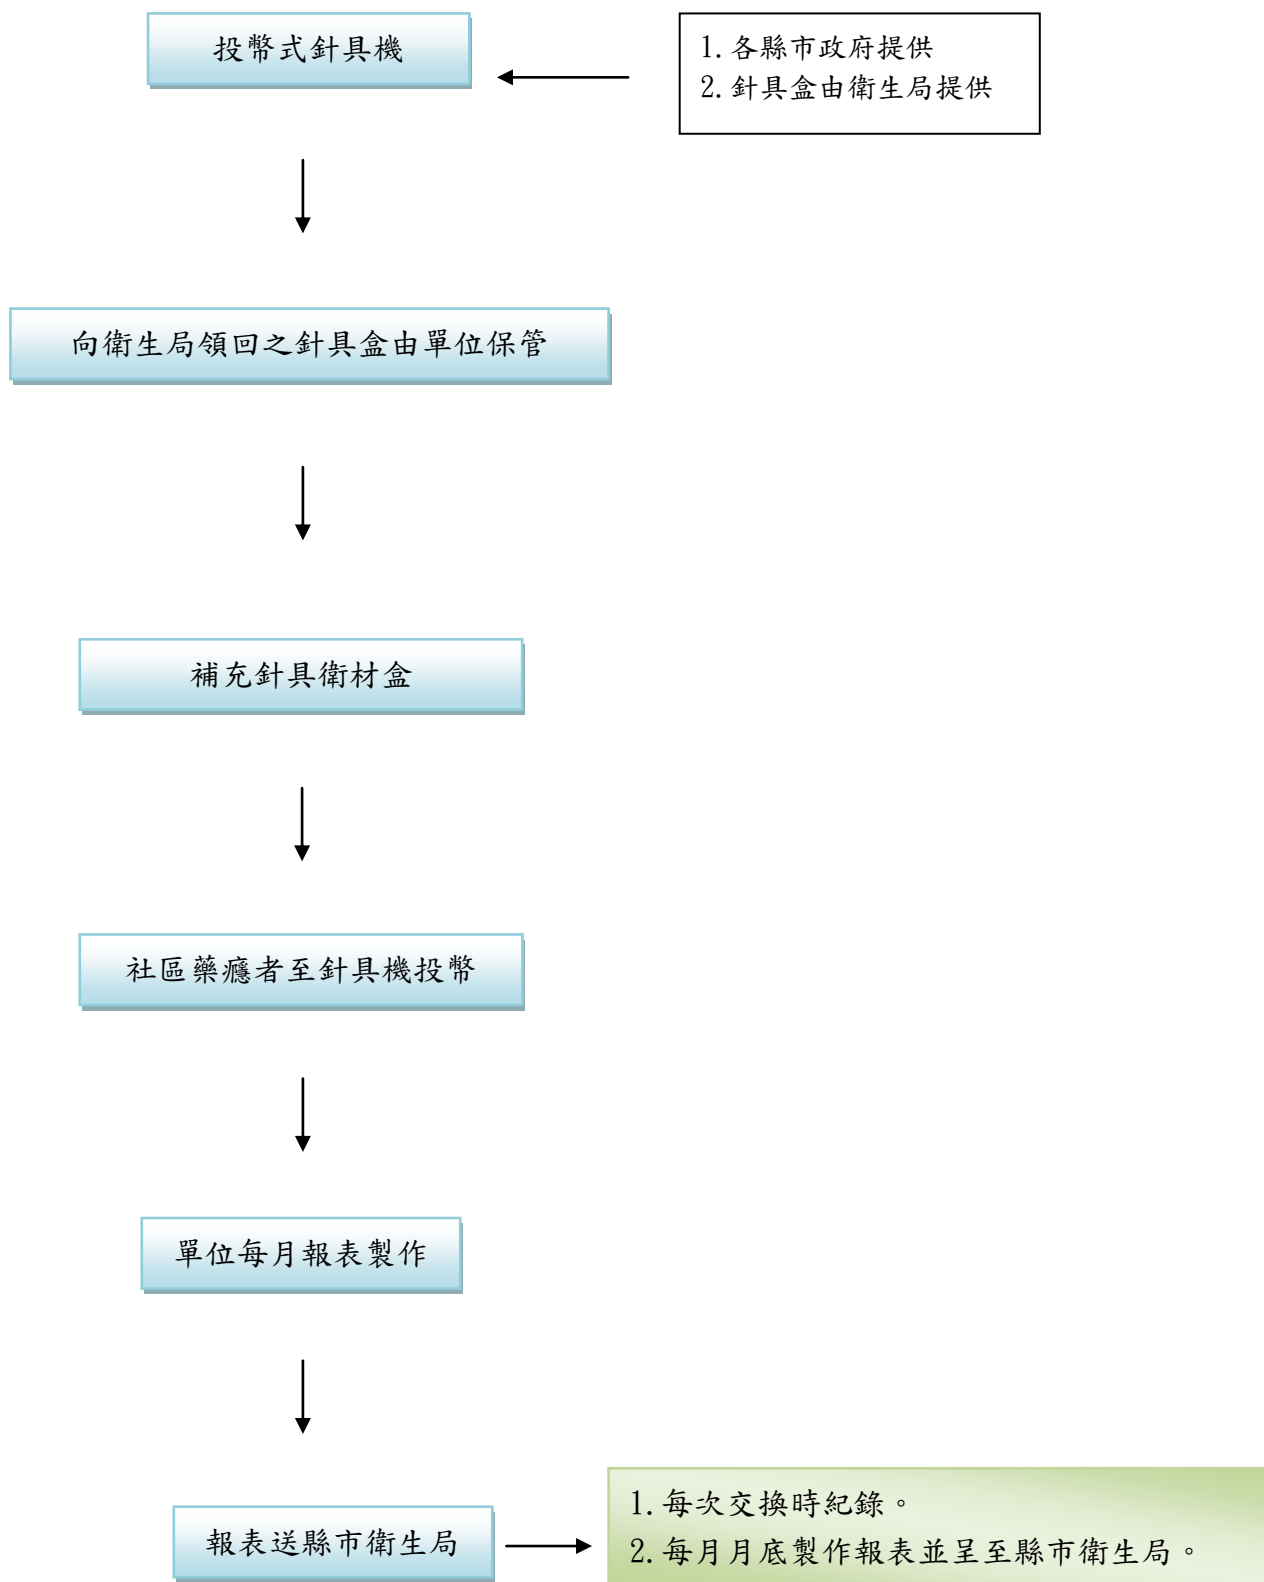 投幣式針具機
1.各縣市政府提供
2.針具盒由衛生局提供
向衛生局領回之針具盒由單位保管
補充針具衛材盒
社區藥癮者至針具機投幣
單位每月報表製作
報表送縣市衛生局
1.每次交換時紀錄。
2.每月月底製作報表並呈至縣市衛生局。